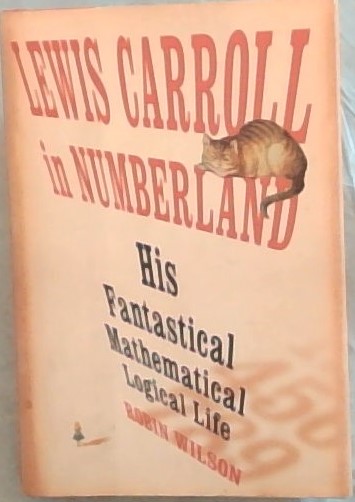 LEWIS CARROLL
in NUMBERLAND
His
Fantastical
Mathematical
Logical Life
ROBIN WILSON